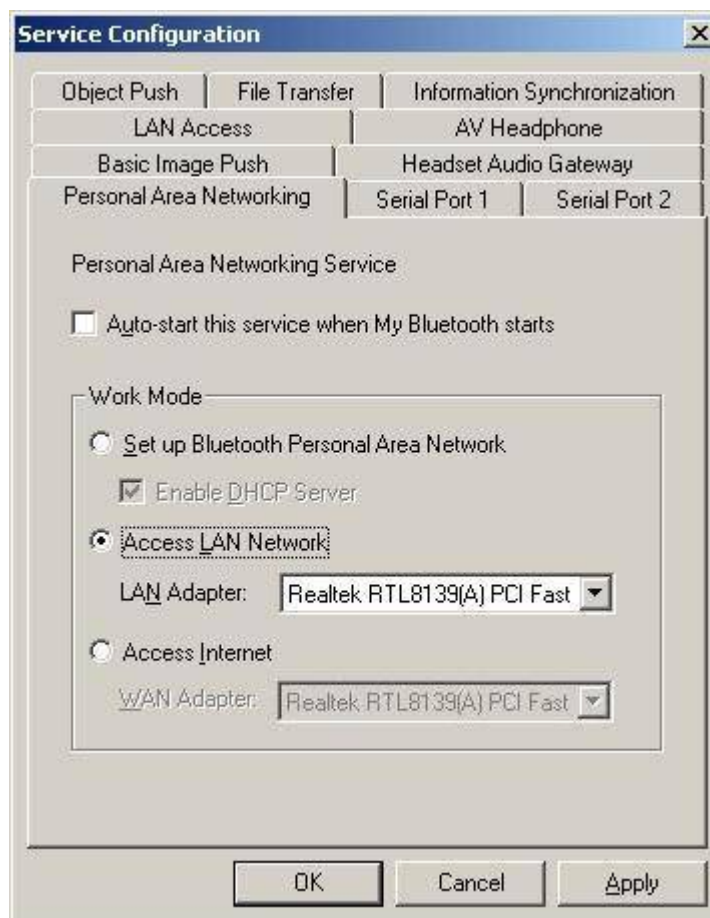 Service Configuration
Object Push File Transfer Information Synchronization
LAN Access AV Headphone
Basic Image Push Headset Audio Gateway
Personal Area Networking Serial Port 1 Serial Port 2
Personal Area Networking Service
Auto-start this service when My Bluetooth starts
Work Mode
Set up Bluetooth Personal Area Network
Enable DHCP Server
Access LAN Network
LAN Adapter: Realtek RTL8139(A) PCI Fast
Access Internet
WAN Adapter: Realtek RTL8139(A) PCI Fast
OK Cancel Apply